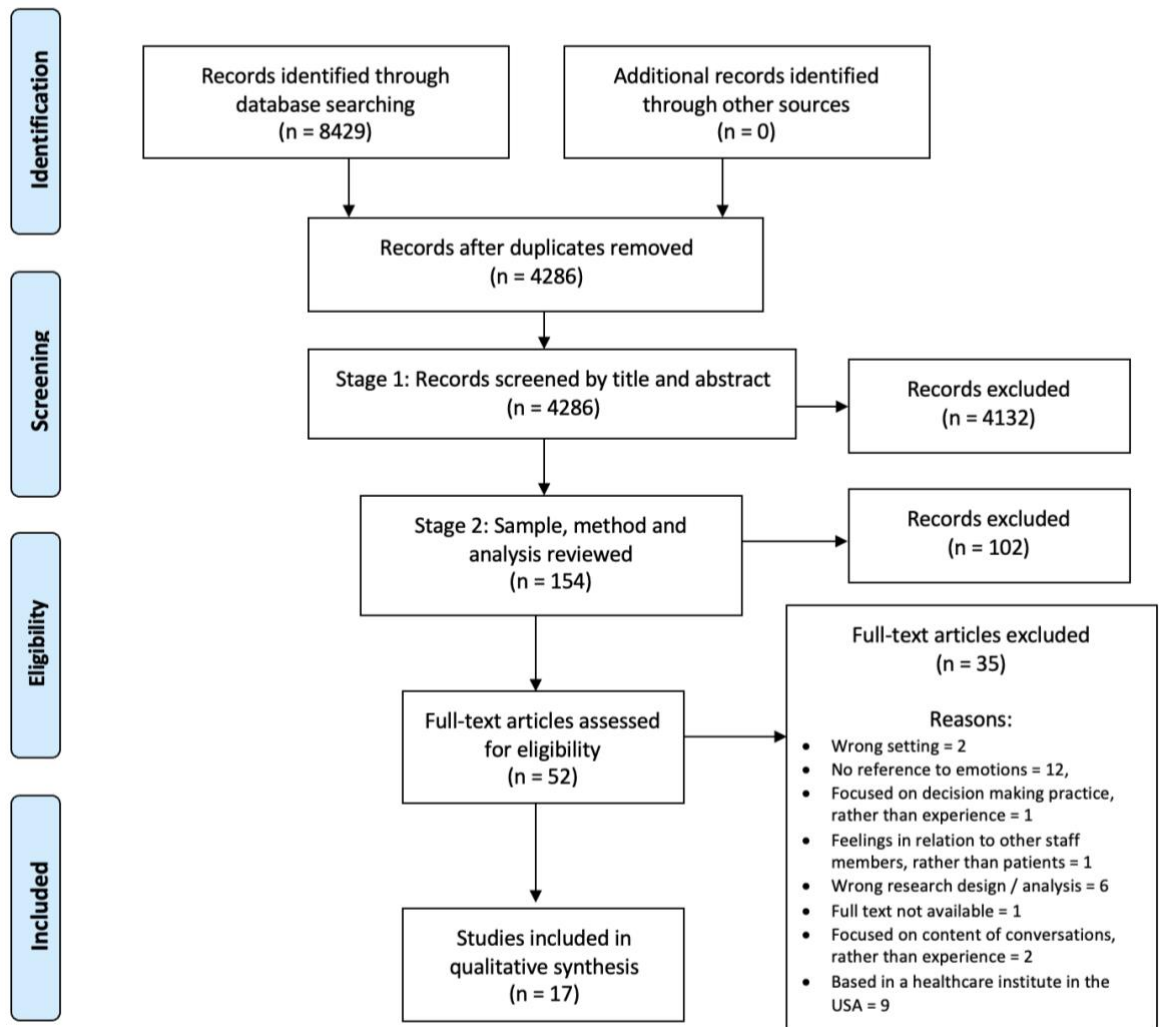 Identification
Records identified through
database searching
(n = 8429)
Additional records identified
through other sources
(n = 0)
Records after duplicates removed
(n = 4286)
Screening
Stage 1: Records screened by title and abstract
(n = 4286)
Records excluded
(n = 4132)
Stage 2: Sample, method and
analysis reviewed
(n = 154)
Records excluded
(n = 102)
Eligibility
Full-text articles assessed
for eligibility
(n = 52)
Full-text articles excluded
(n = 35)
Reasons:
• Wrong setting = 2
• No reference to emotions = 12,
• Focused on decision making practice,
rather than experience = 1
• Feelings in relation to other staff
members, rather than patients = 1
• Wrong research design / analysis = 6
• Full text not available = 1
• Focused on content of conversations,
rather than experience = 2
• Based in a healthcare institute in the
USA = 9
Included
Studies included in
qualitative synthesis
(n = 17)